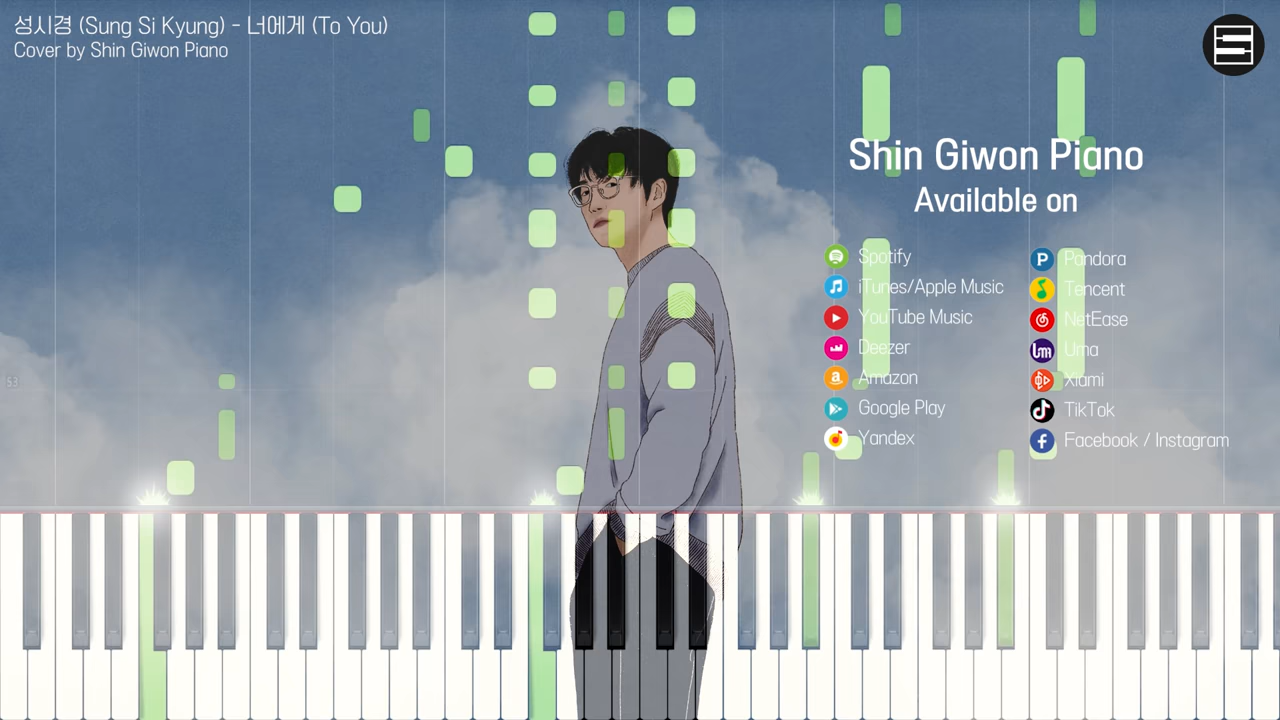 성시경 (Sung Si Kyung) - 너에게 (To You)
Cover by Shin Giwon Piano
Shin Giwon Piano
Available on
Spotify
iTunes/Apple Music
YouTube Music
Deezer
Amazon
Google Play
Yandex
Pandora
Tencent
NetEase
Uma
Xiami
TikTok
Facebook / Instagram
53